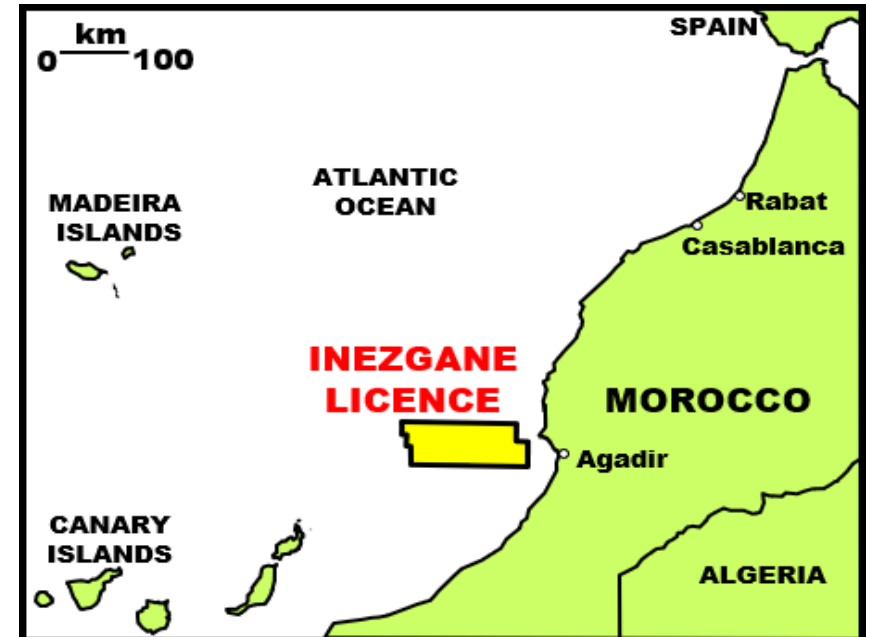 km
0 100
SPAIN
ATLANTIC
OCEAN
MADEIRA
ISLANDS
Rabat
Casablanca
INEZGANE
LICENCE
MOROCCO
Agadir
CANARY
ISLANDS
ALGERIA